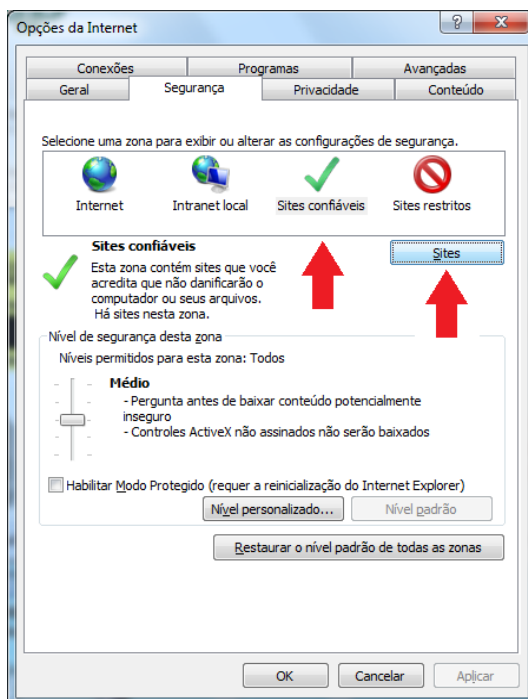 Opções da Internet
Conexões Programas Avançadas
Geral Segurança Privacidade Conteúdo
Selecione uma zona para exibir ou alterar as configurações de segurança.
Internet Intranet local Sites confiáveis Sites restritos
Sites confiáveis
Sites
Esta zona contém sites que você
acredita que não danificarão o
computador ou seus arquivos.
Há sites nesta zona.
Nível de segurança desta zona
Níveis permitidos para esta zona: Todos
Médio
- Pergunta antes de baixar conteúdo potencialmente
inseguro
- Controles ActiveX não assinados não serão baixados
Habilitar Modo Protegido (requer a reinicialização do Internet Explorer)
Nível personalizado... Nível padrão
Restaurar o nível padrão de todas as zonas
OK Cancelar Aplicar